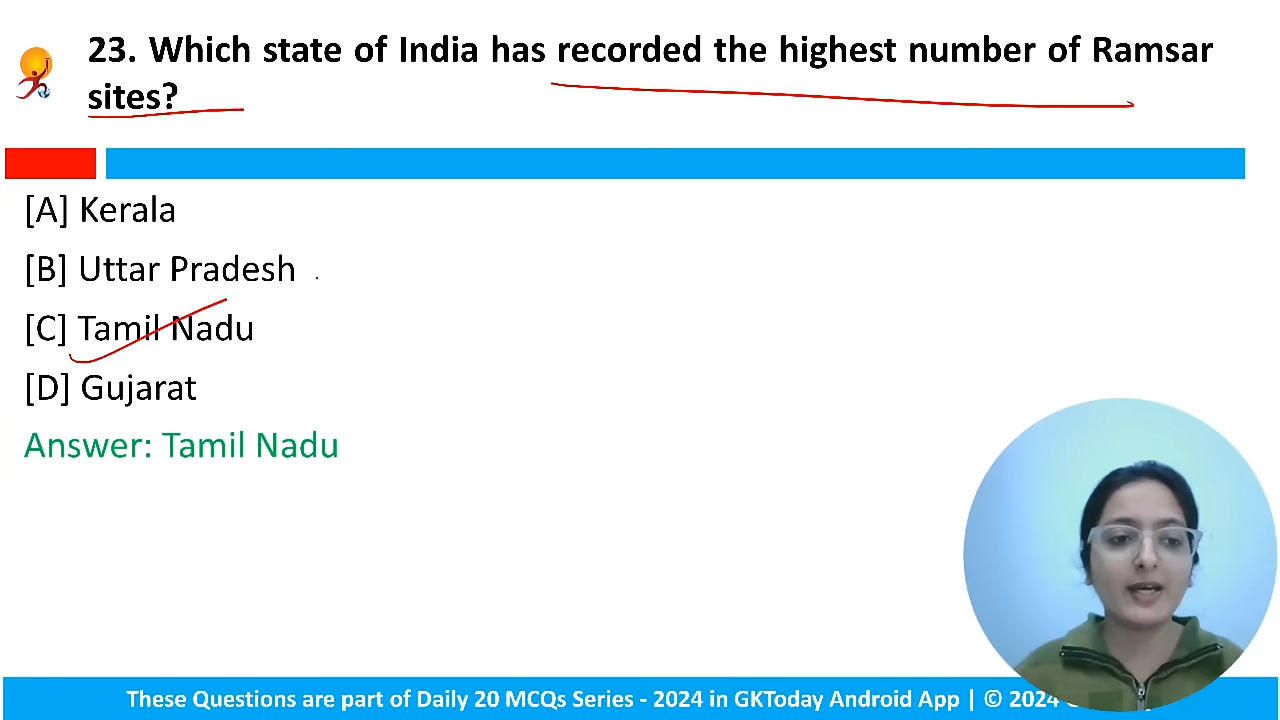 23. Which state of India has recorded the highest number of Ramsar
sites?
[A] Kerala
[B] Uttar Pradesh
[C] Tamil Nadu
[D] Gujarat
Answer: Tamil Nadu
These Questions are part of Daily 20 MCQs Series - 2024 in GKToday Android App | © 2024